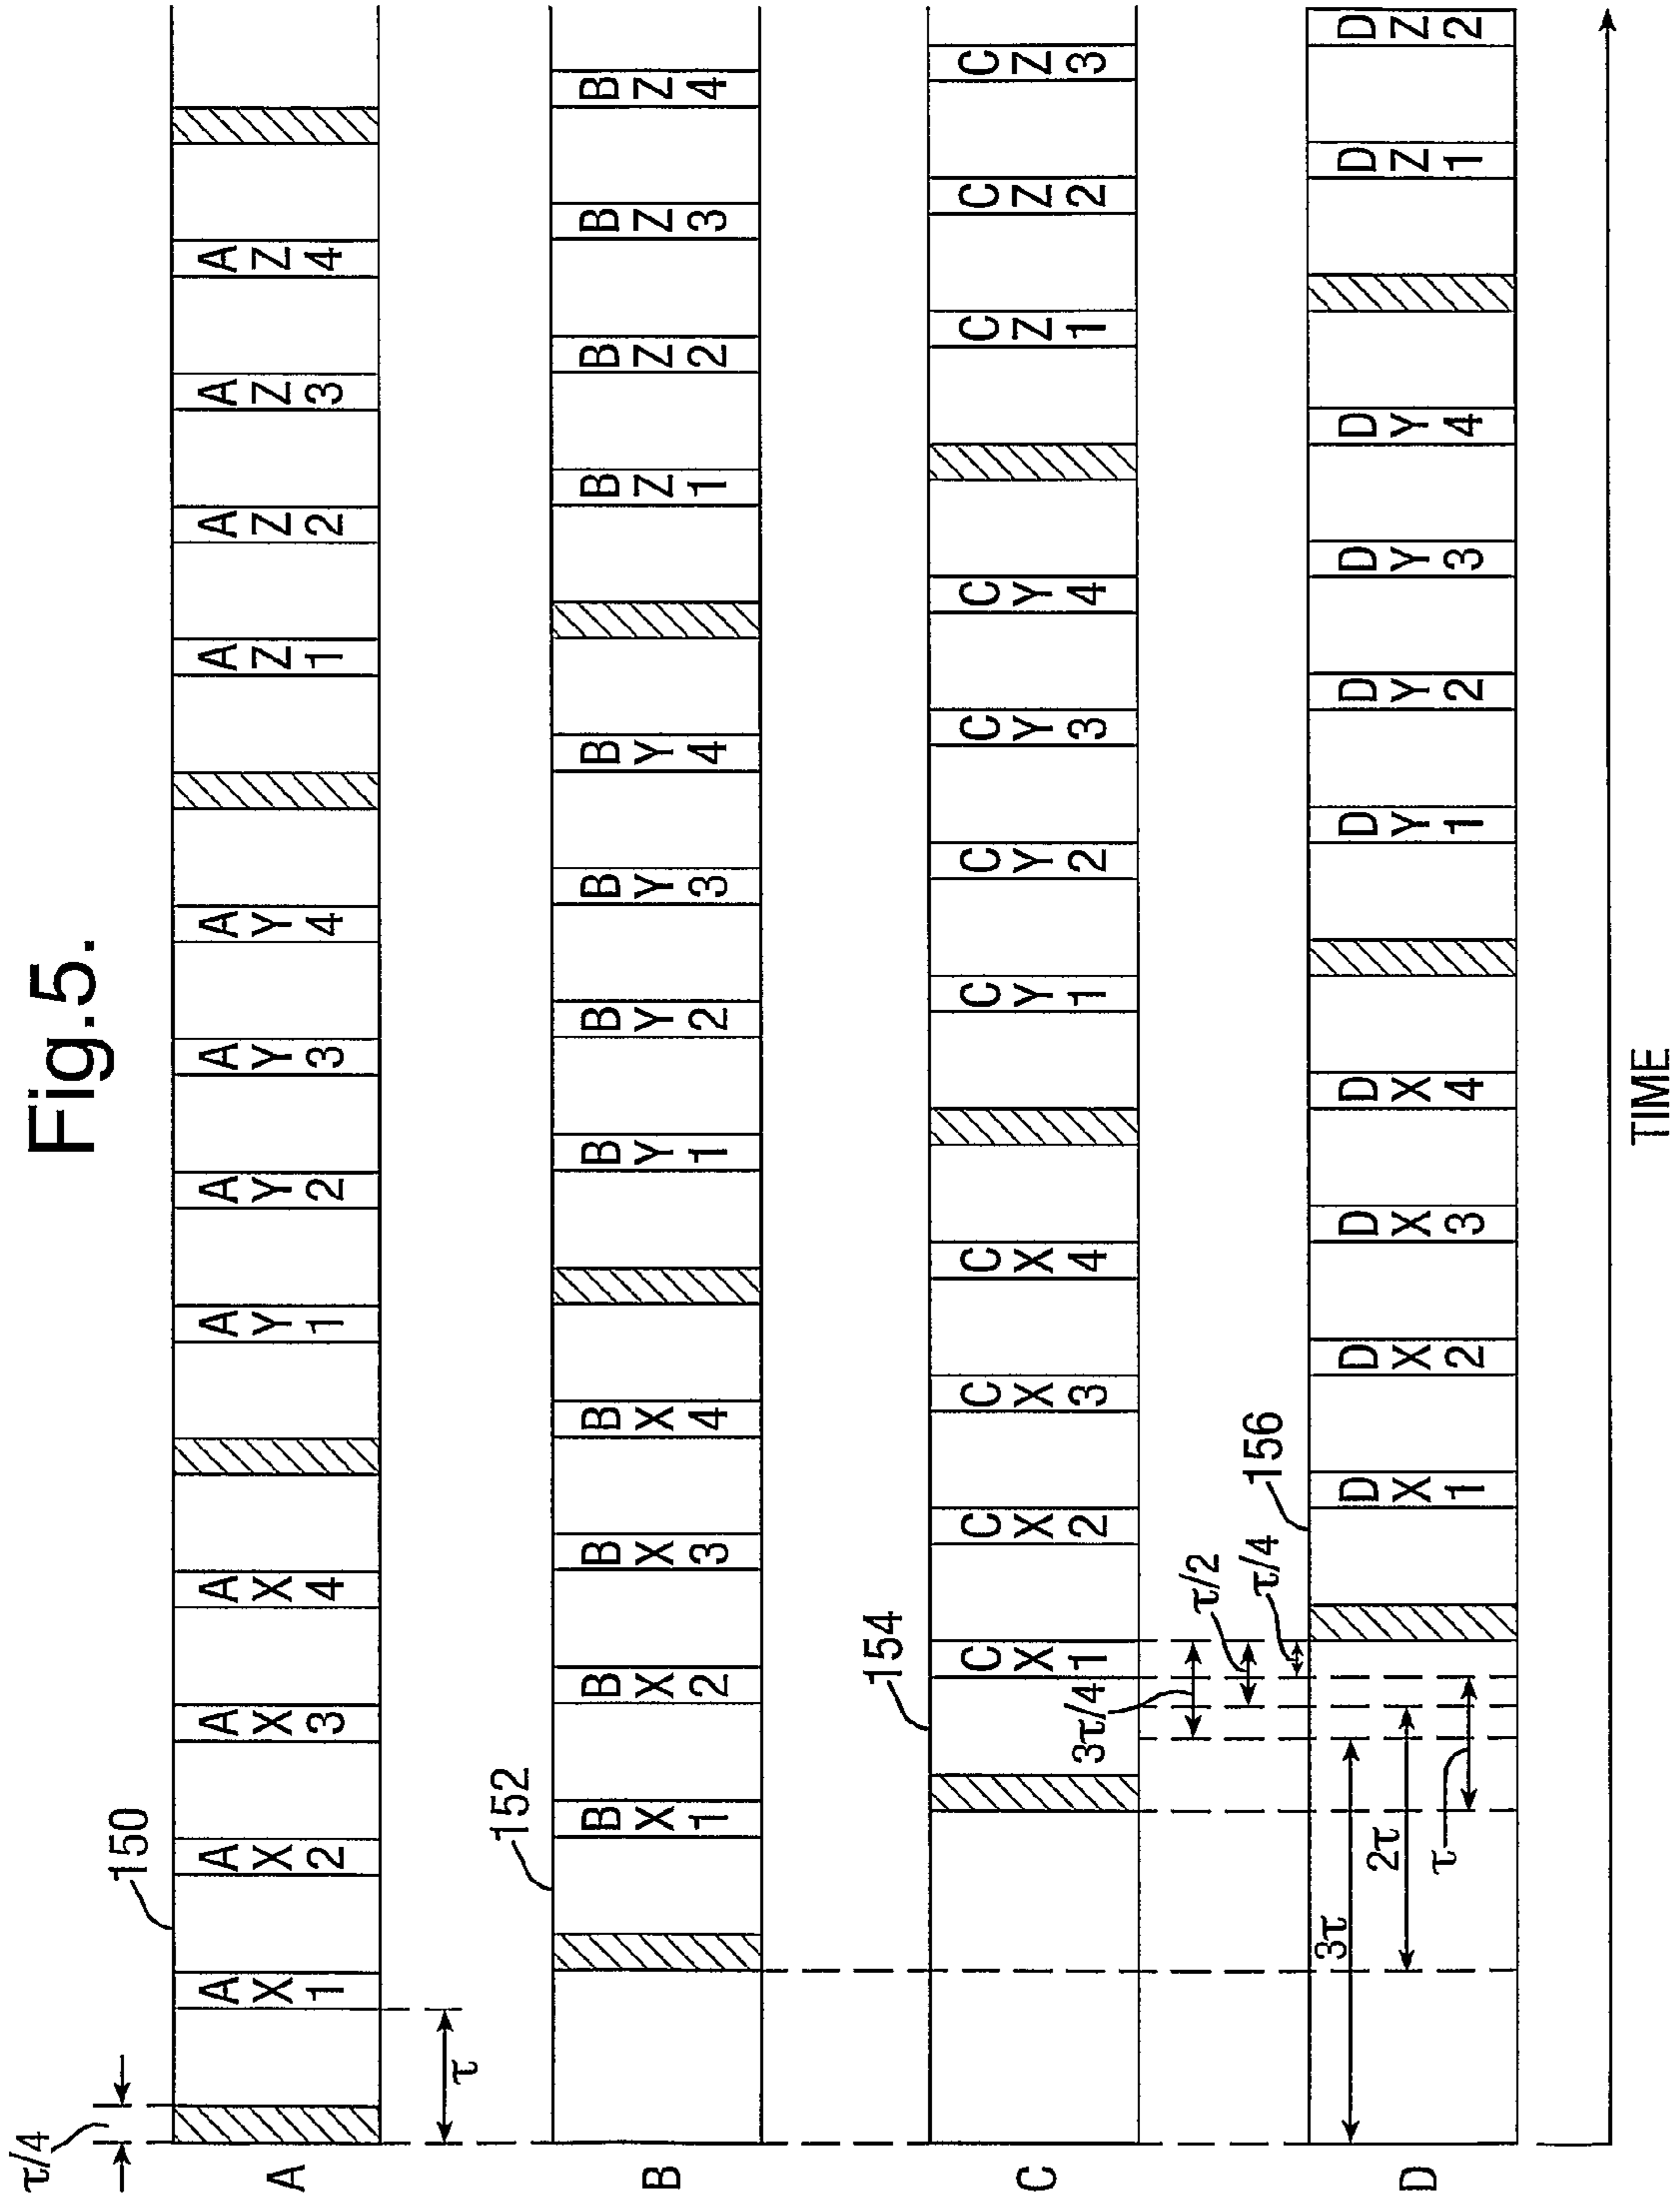 Fig.5.
τ/4
150
A
A X 1
A X 2
A X 3
A X 4
A Y 1
A Y 2
A Y 3
A Y 4
A Z 1
A Z 2
A Z 3
A Z 4
τ
152
B
B X 1
B X 2
B X 3
B X 4
B Y 1
B Y 2
B Y 3
B Y 4
B Z 1
B Z 2
B Z 3
B Z 4
154
C
C X 1
C X 2
C X 3
C X 4
C Y 1
C Y 2
C Y 3
C Y 4
C Z 1
C Z 2
C Z 3
3τ/4
τ/2
τ/4
156
D
3τ
2τ
τ
D X 1
D X 2
D X 3
D X 4
D Y 1
D Y 2
D Y 3
D Y 4
D Z 1
D Z 2
TIME